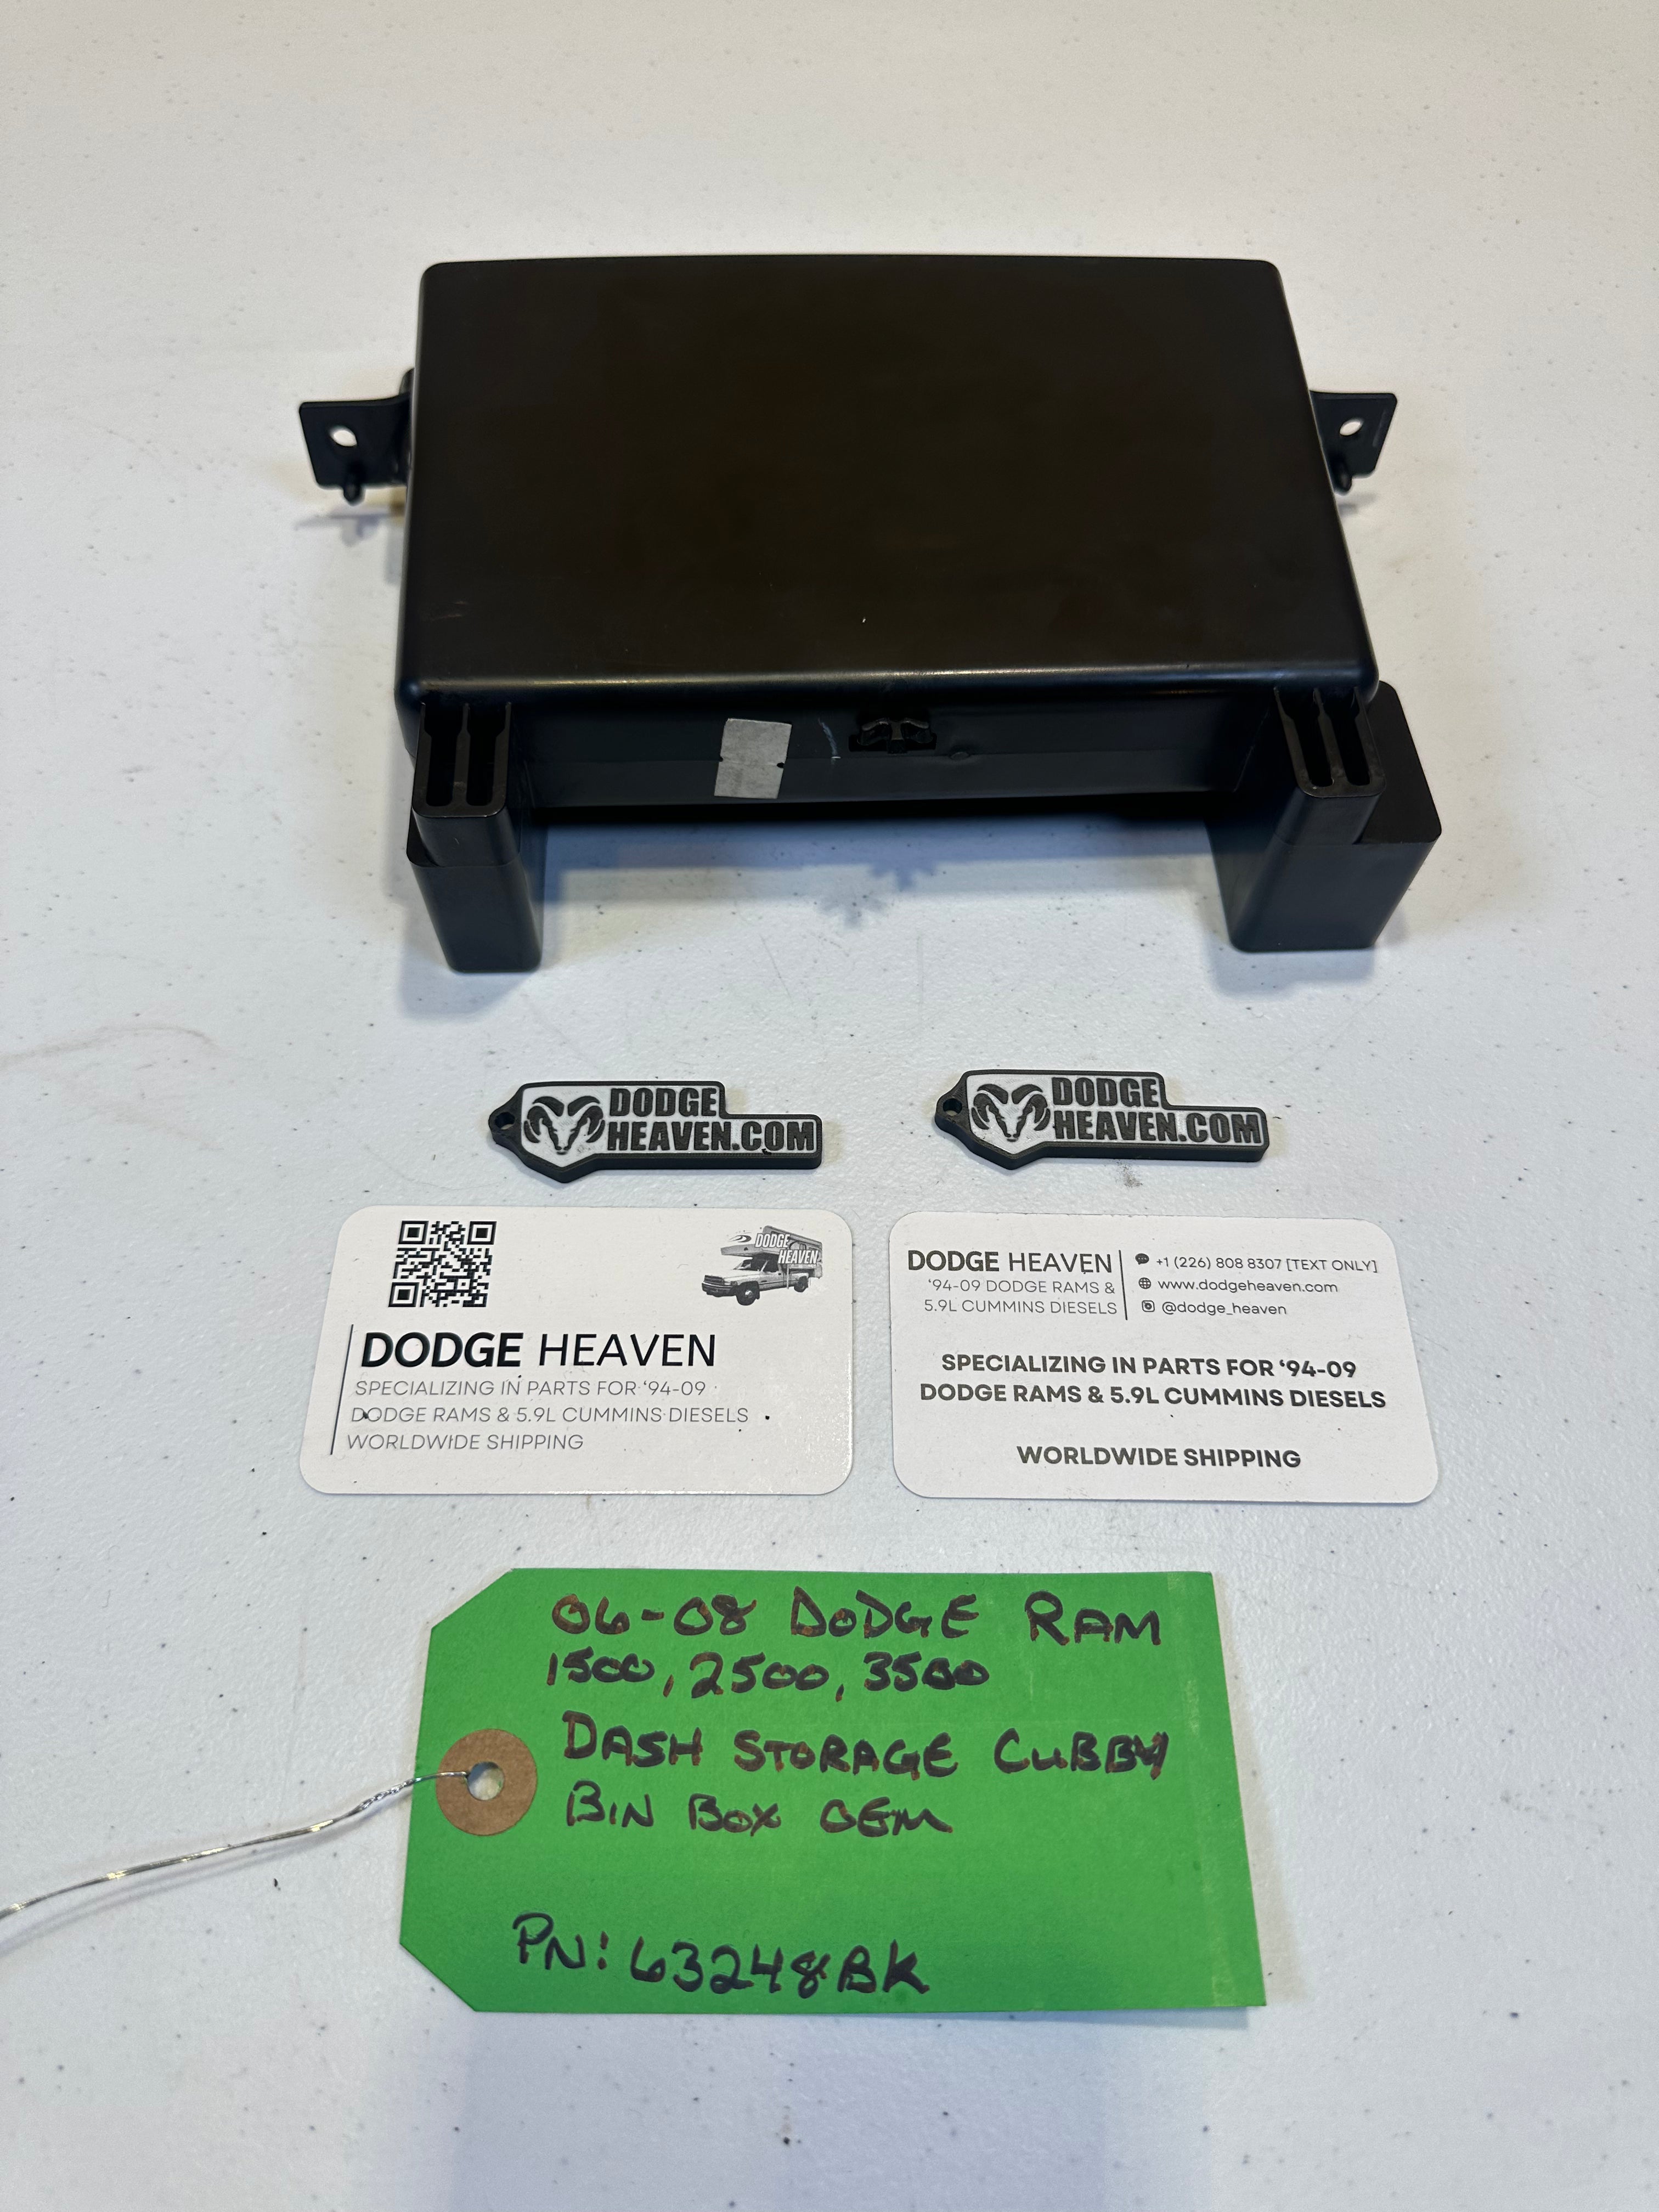 DODGE
HEAVEN.COM
DODGE
HEAVEN.COM
DODGE
HEAVEN
DODGE HEAVEN
SPECIALIZING IN PARTS FOR ‘94-09
DODGE RAMS & 5.9L CUMMINS DIESELS
WORLDWIDE SHIPPING
DODGE HEAVEN
‘94-09 DODGE RAMS &
5.9L CUMMINS DIESELS
+1 (226) 808 8307 [TEXT ONLY]
www.dodgeheaven.com
@dodge_heaven
SPECIALIZING IN PARTS FOR ‘94-09
DODGE RAMS & 5.9L CUMMINS DIESELS
WORLDWIDE SHIPPING
06-08 DODGE RAM
1500, 2500, 3500
DASH STORAGE CUBBY
BIN BOX OEM
PN: 63248BK